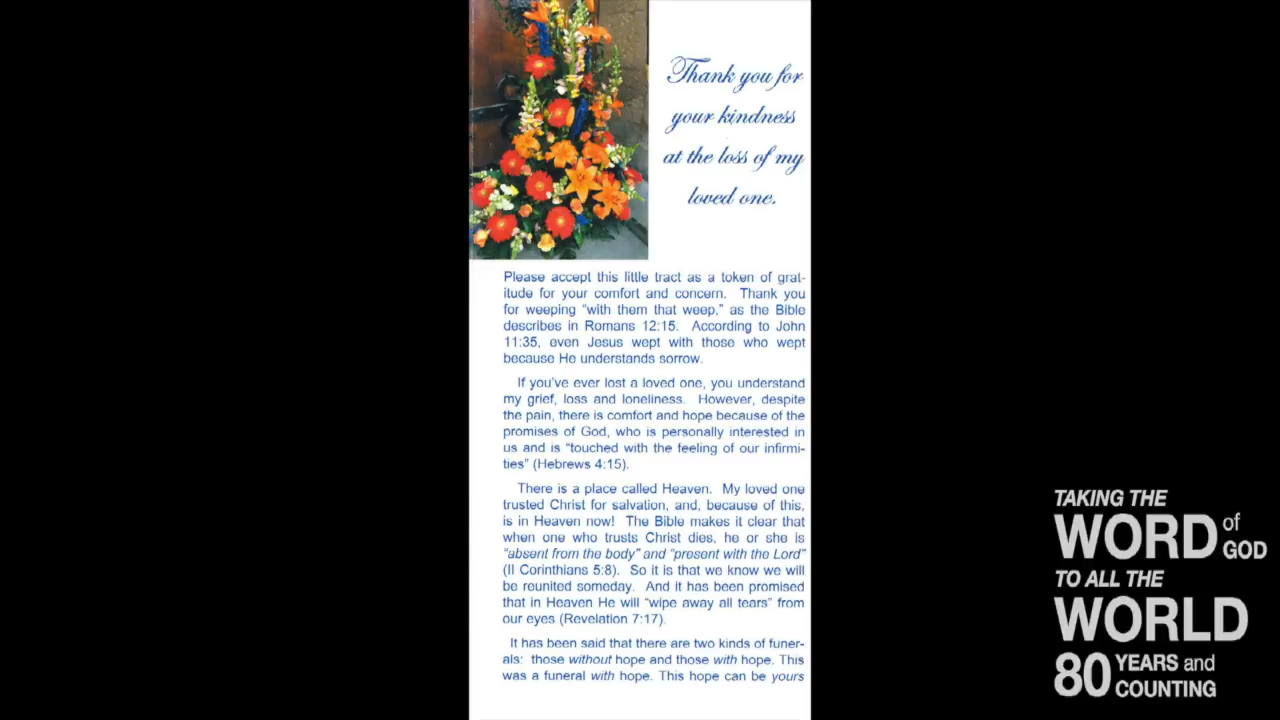 Thank you for
your kindness
at the loss of my
loved one.
Please accept this little tract as a token of grat-
itude for your comfort and concern. Thank you
for weeping “with them that weep,” as the Bible
describes in Romans 12:15. According to John
11:35, even Jesus wept with those who wept
because He understands sorrow.
If you’ve ever lost a loved one, you understand
my grief, loss and loneliness. However, despite
the pain, there is comfort and hope because of the
promises of God, who is personally interested in
us and is “touched with the feeling of our infirmi-
ties” (Hebrews 4:15).
There is a place called Heaven. My loved one
trusted Christ for salvation, and, because of this,
is in Heaven now! The Bible makes it clear that
when one who trusts Christ dies, he or she is
“absent from the body” and “present with the Lord”
(II Corinthians 5:8). So it is that we know we will
be reunited someday. And it has been promised
that in Heaven He will “wipe away all tears” from
our eyes (Revelation 7:17).
It has been said that there are two kinds of funer-
als: those without hope and those with hope. This
was a funeral with hope. This hope can be yours
TAKING THE
WORD of GOD
TO ALL THE
WORLD
80 YEARS and
COUNTING